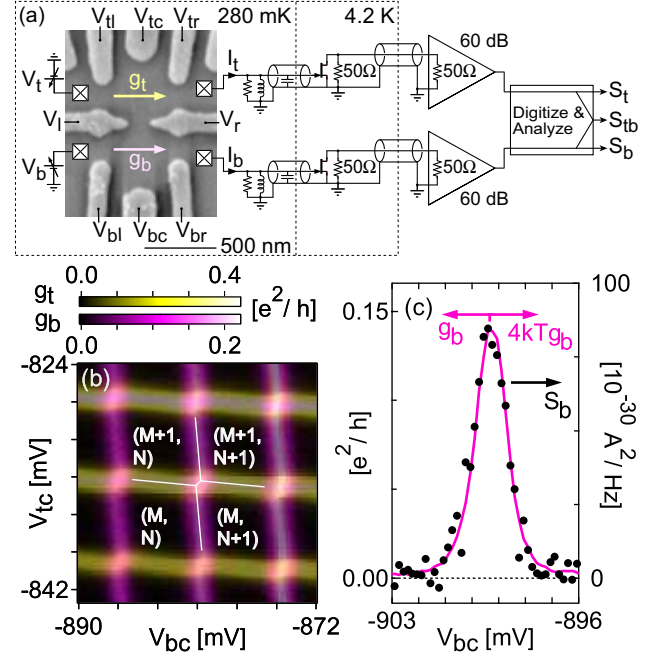 (a) V_tl V_tc V_tr 280 mK 4.2 K
60 dB
I_t
V_t g_t 50Ω 50Ω
S_t
V_l V_r Digitize & Analyze S_tb
S_b
V_b g_b I_b 50Ω 50Ω
60 dB
V_bl V_bc V_br
500 nm
0.0 0.4
g_t
g_b [e²/h]
0.0 0.2
(b)
-824
V_tc [mV]
-842
(M+1, N) (M+1, N+1)
(M, N) (M, N+1)
-890 -872
V_bc [mV]
(c)
100
0.15
g_b 4kTg_b
S_b
[e²/h]
[10⁻³⁰ A²/Hz]
0.00 0
-903 -896
V_bc [mV]